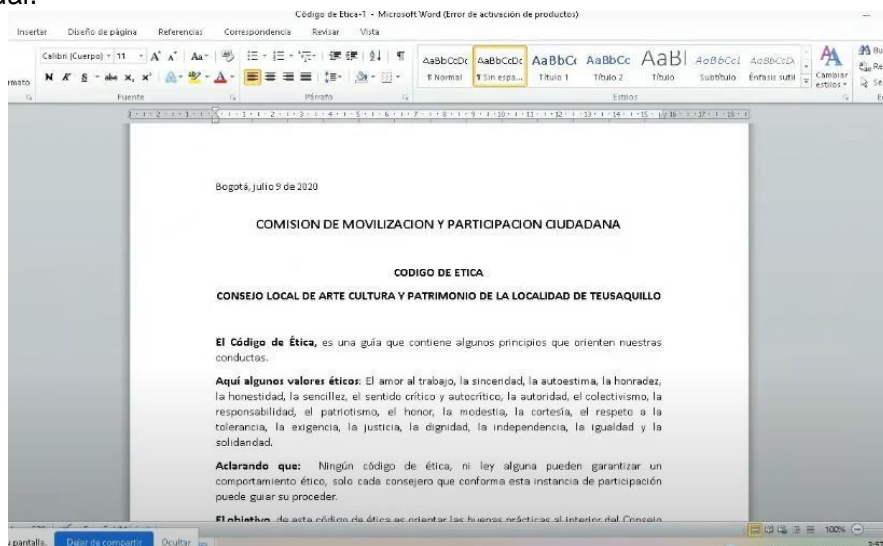 ual.
Código de Etica-1 - Microsoft Word (Error de activación de productos)
Insertar Diseño de página Referencias Correspondencia Revisar Vista
Calibri (Cuerpo) 11
AaBbCcDc AaBbCcDc AaBbC AaBbCc AaB AaBbCcI AaBbCcD
N K S abc
¶ Normal ¶ Sin espa... Título 1 Título 2 Título Subtítulo Énfasis sutil Cambiar estilos
Fuente Párrafo Estilos
Bogotá, julio 9 de 2020
COMISION DE MOVILIZACION Y PARTICIPACION CIUDADANA
CODIGO DE ETICA
CONSEJO LOCAL DE ARTE CULTURA Y PATRIMONIO DE LA LOCALIDAD DE TEUSAQUILLO
El Código de Ética, es una guía que contiene algunos principios que orienten nuestras
conductas.
Aquí algunos valores éticos: El amor al trabajo, la sinceridad, la autoestima, la honradez,
la honestidad, la sencillez, el sentido crítico y autocrítico, la autoridad, el colectivismo, la
responsabilidad, el patriotismo, el honor, la modestia, la cortesía, el respeto a la
tolerancia, la exigencia, la justicia, la dignidad, la independencia, la igualdad y la
solidaridad.
Aclarando que: Ningún código de ética, ni ley alguna pueden garantizar un
comportamiento ético, solo cada consejero que conforma esta instancia de participación
puede guiar su proceder.
El objetivo de este código de ética es orientar las buenas prácticas al interior del Consejo
100%
pantalla. Dejar de compartir Ocultar